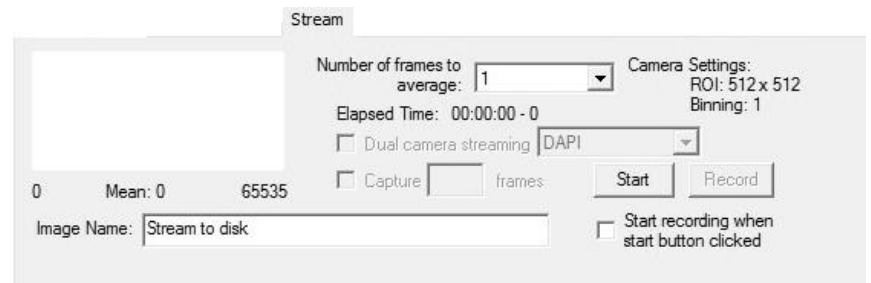 Stream
Number of frames to average: 1
Camera Settings:
ROI: 512 x 512
Binning: 1
Elapsed Time: 00:00:00 - 0
Dual camera streaming DAPI
Capture frames
Start Record
0 Mean: 0 65535
Image Name: Stream to disk
Start recording when
start button clicked